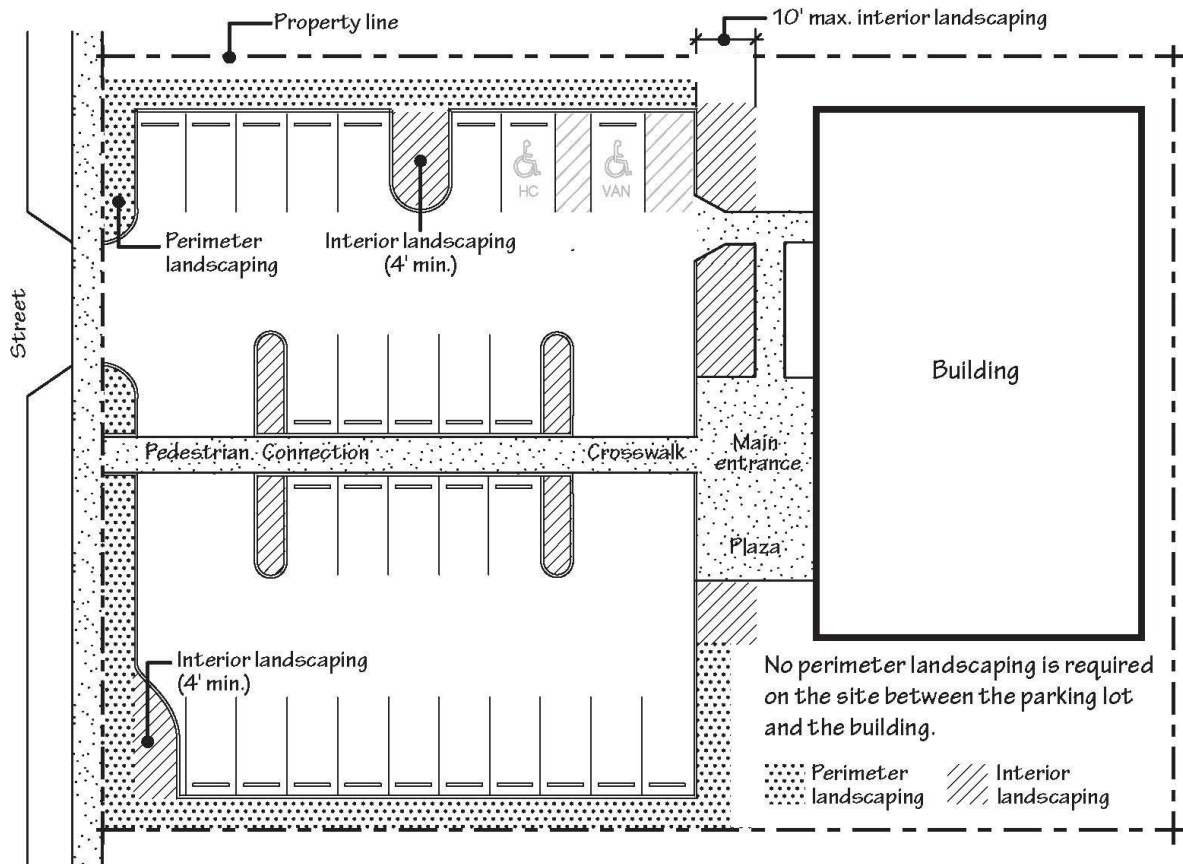 Property line
10' max. interior landscaping
HC
VAN
Perimeter
landscaping
Interior landscaping
(4' min.)
Street
Building
Pedestrian Connection
Crosswalk
Main
entrance
Plaza
Interior landscaping
(4' min.)
No perimeter landscaping is required
on the site between the parking lot
and the building.
Perimeter
landscaping
Interior
landscaping